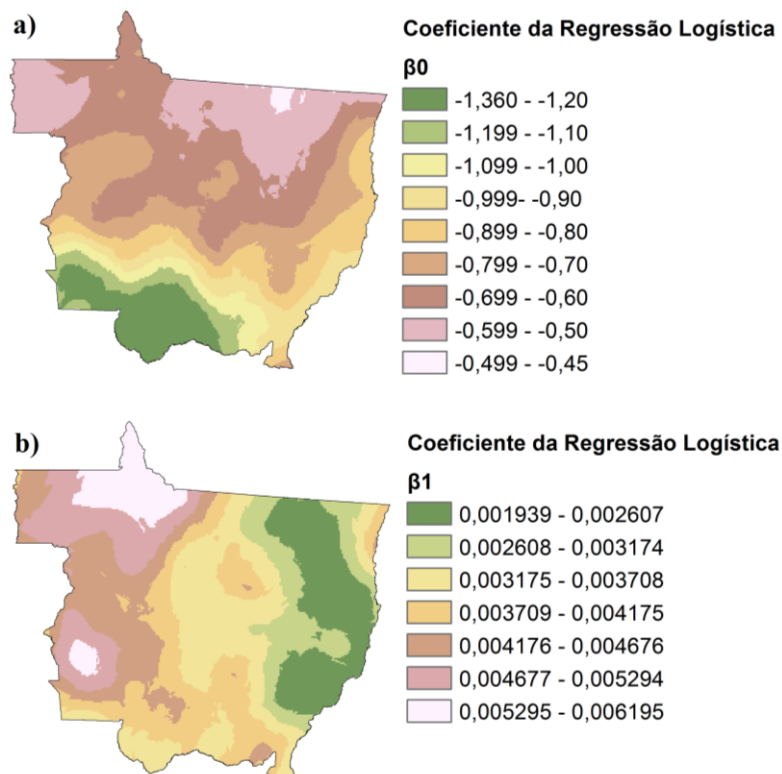 a)
Coeficiente da Regressão Logística
β0
-1,360 - -1,20
-1,199 - -1,10
-1,099 - -1,00
-0,999- -0,90
-0,899 - -0,80
-0,799 - -0,70
-0,699 - -0,60
-0,599 - -0,50
-0,499 - -0,45
b)
Coeficiente da Regressão Logística
β1
0,001939 - 0,002607
0,002608 - 0,003174
0,003175 - 0,003708
0,003709 - 0,004175
0,004176 - 0,004676
0,004677 - 0,005294
0,005295 - 0,006195